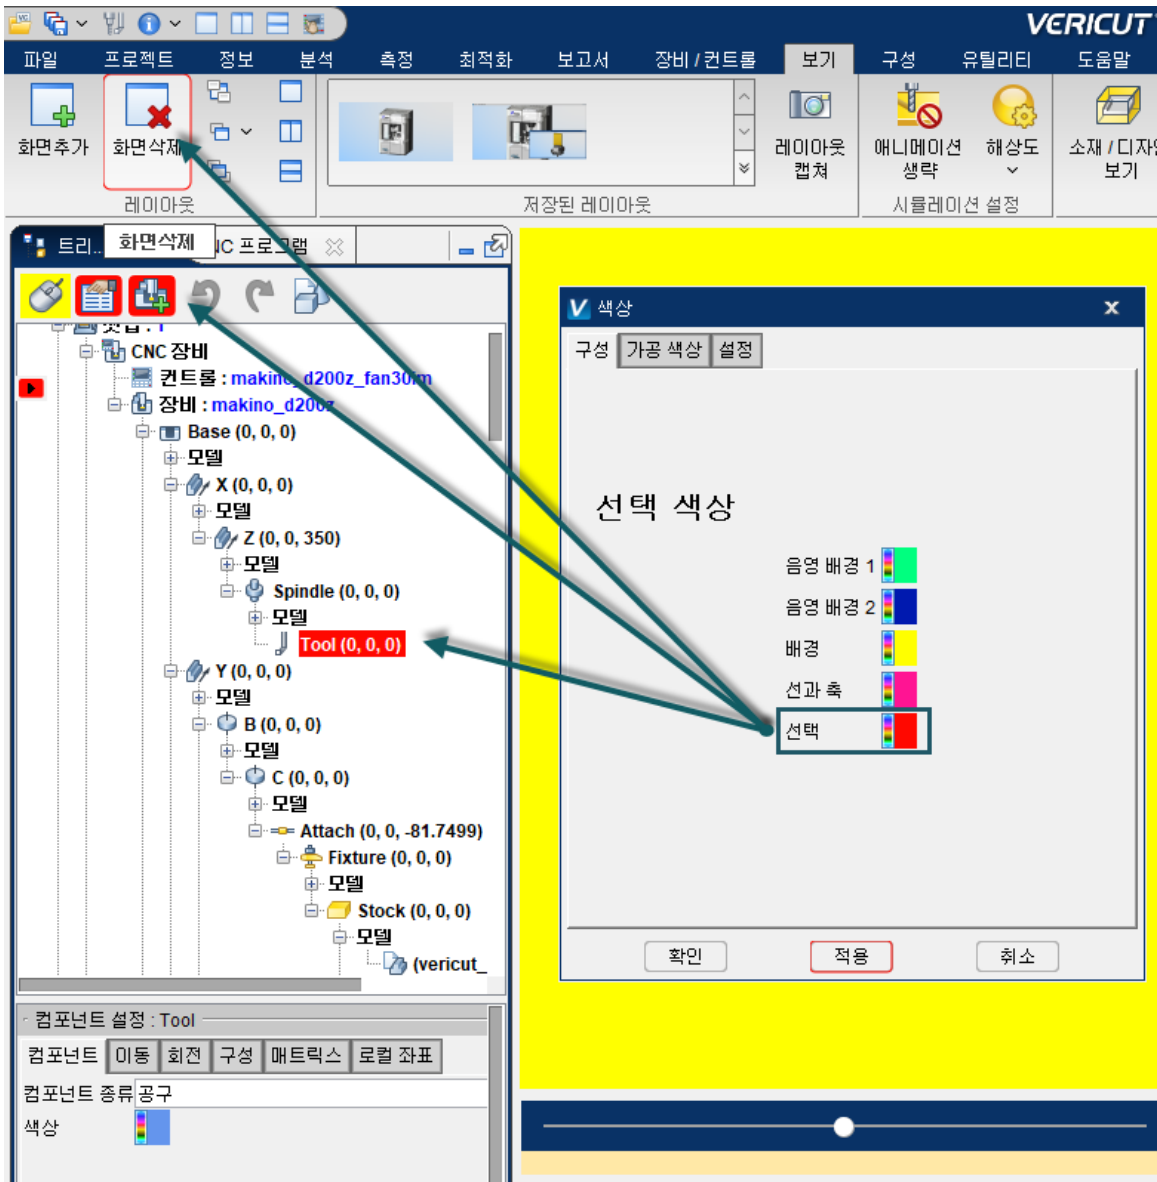 VERICUT
파일 프로젝트 정보 분석 측정 최적화 보고서 장비 / 컨트롤 보기 구성 유틸리티 도움말
화면추가 화면삭제 레이아웃 캡쳐 애니메이션 생략 해상도 소재 / 디자인 보기
레이아웃 저장된 레이아웃 시뮬레이션 설정
트리.. 화면삭제 NC 프로그램
셋업 : 1
CNC 장비
컨트롤 : makino_d200z_fan30im
장비 : makino_d200z
Base (0, 0, 0)
모델
X (0, 0, 0)
모델
Z (0, 0, 350)
모델
Spindle (0, 0, 0)
모델
Tool (0, 0, 0)
Y (0, 0, 0)
모델
B (0, 0, 0)
모델
C (0, 0, 0)
모델
Attach (0, 0, -81.7499)
Fixture (0, 0, 0)
모델
Stock (0, 0, 0)
모델
(vericut_
컴포넌트 설정 : Tool
컴포넌트 이동 회전 구성 매트릭스 로컬 좌표
컴포넌트 종류 공구
색상
색상
구성 가공 색상 설정
선택 색상
음영 배경 1
음영 배경 2
배경
선과 축
선택
확인 적용 취소